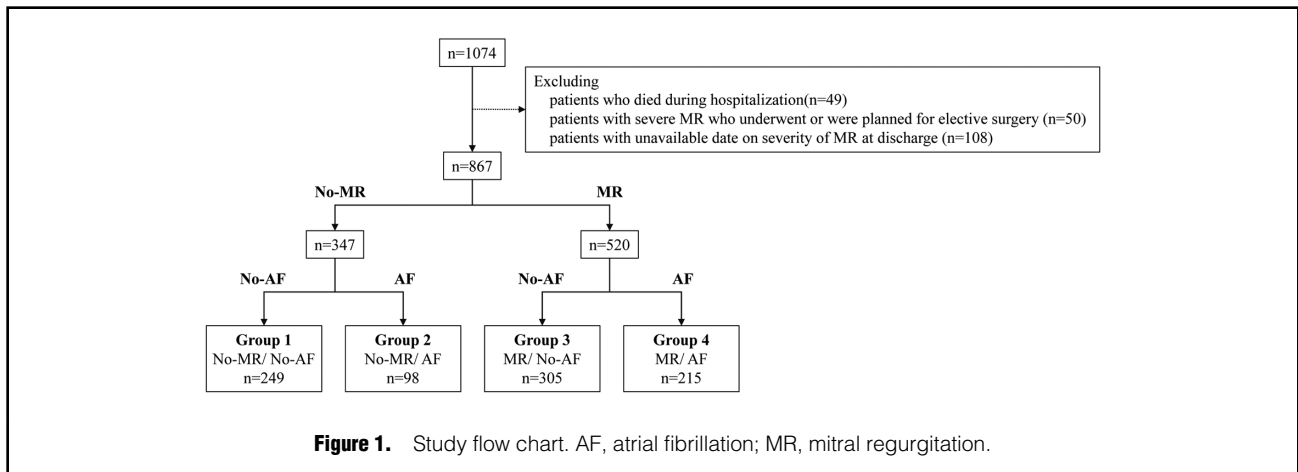 n=1074
Excluding
patients who died during hospitalization(n=49)
patients with severe MR who underwent or were planned for elective surgery (n=50)
patients with unavailable date on severity of MR at discharge (n=108)
n=867
No-MR
MR
n=347
n=520
No-AF
AF
No-AF
AF
Group 1
No-MR/ No-AF
n=249
Group 2
No-MR/ AF
n=98
Group 3
MR/ No-AF
n=305
Group 4
MR/ AF
n=215
Figure 1. Study flow chart. AF, atrial fibrillation; MR, mitral regurgitation.